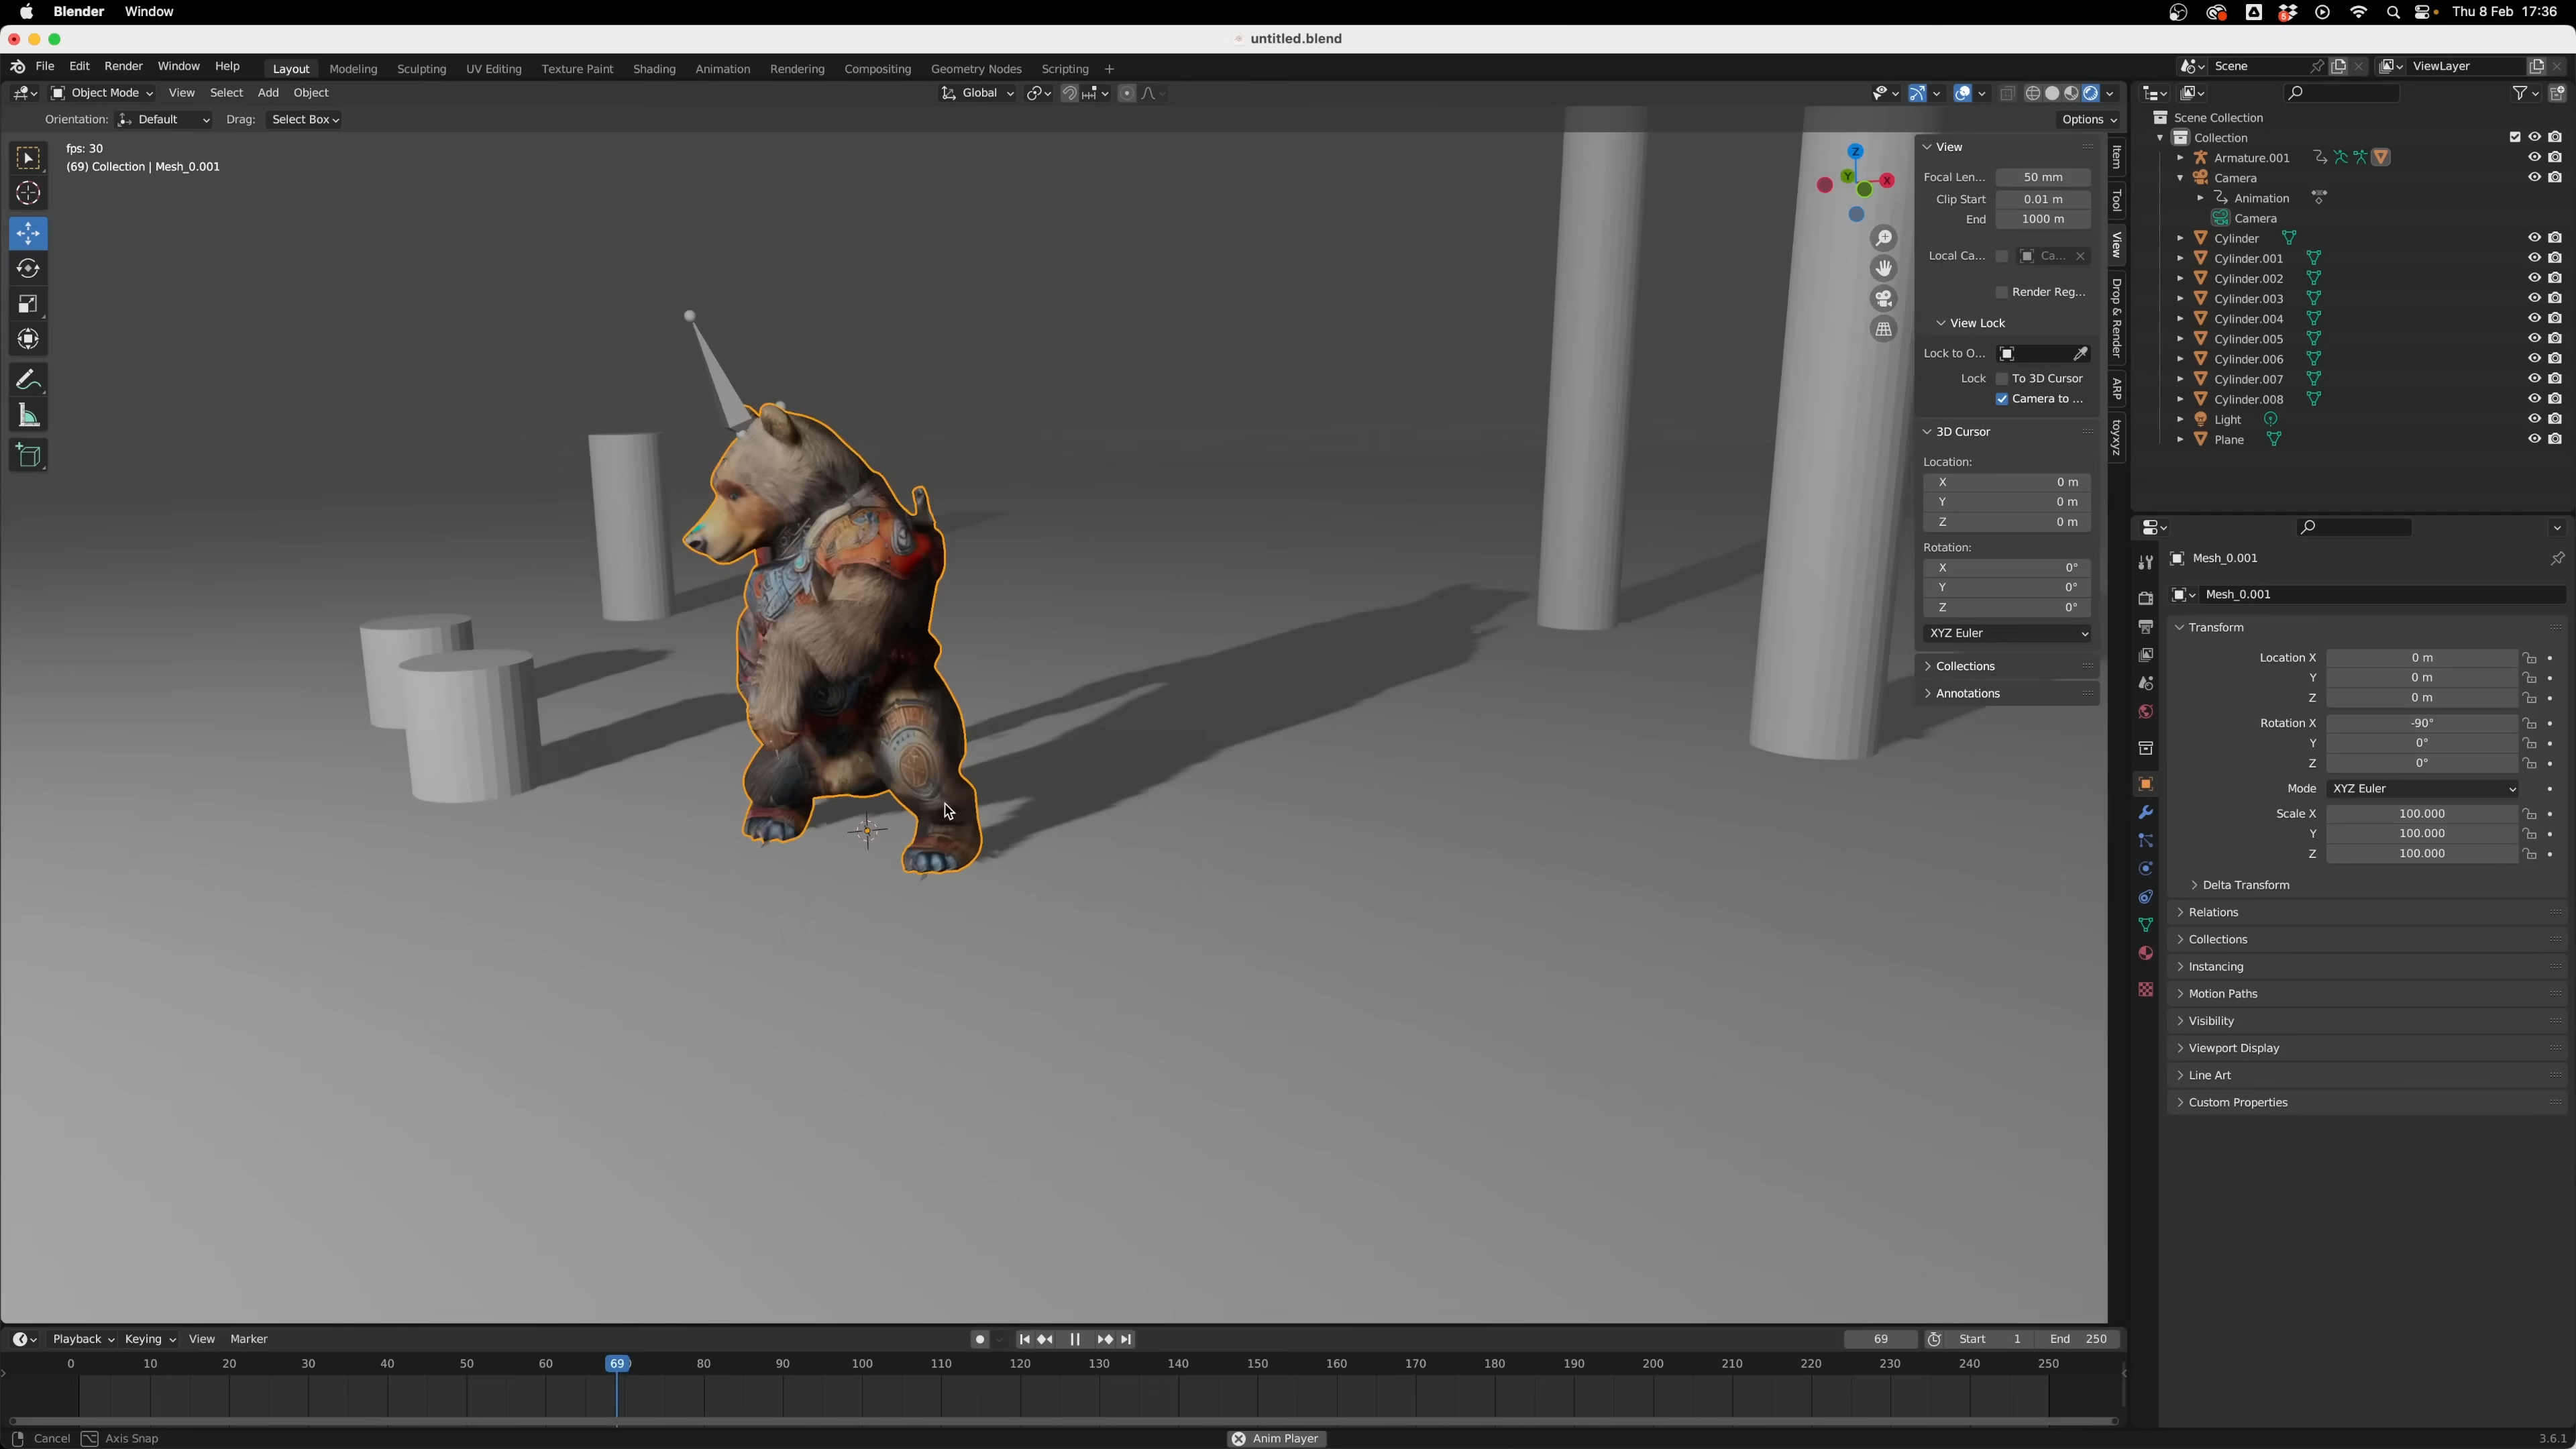 Blender Window Thu 8 Feb 17:36
untitled.blend
File Edit Render Window Help Layout Modeling Sculpting UV Editing Texture Paint Shading Animation Rendering Compositing Geometry Nodes Scripting + Scene ViewLayer
Object Mode View Select Add Object Global
Orientation: Default Drag: Select Box Options
fps: 30
(69) Collection | Mesh_0.001
Z
Y
X
View
Focal Len... 50 mm
Clip Start 0.01 m
End 1000 m
Local Ca... Ca...
Render Reg...
View Lock
Lock to O...
Lock To 3D Cursor
Camera to ...
3D Cursor
Location:
X 0 m
Y 0 m
Z 0 m
Rotation:
X 0°
Y 0°
Z 0°
XYZ Euler
Collections
Annotations
Item
Tool
View
Drop & Render
ARP
toyxyz
Scene Collection
Collection
Armature.001
Camera
Animation
Camera
Cylinder
Cylinder.001
Cylinder.002
Cylinder.003
Cylinder.004
Cylinder.005
Cylinder.006
Cylinder.007
Cylinder.008
Light
Plane
Mesh_0.001
Mesh_0.001
Transform
Location X 0 m
Y 0 m
Z 0 m
Rotation X -90°
Y 0°
Z 0°
Mode XYZ Euler
Scale X 100.000
Y 100.000
Z 100.000
Delta Transform
Relations
Collections
Instancing
Motion Paths
Visibility
Viewport Display
Line Art
Custom Properties
Playback Keying View Marker 69 Start 1 End 250
0 10 20 30 40 50 60 69 80 90 100 110 120 130 140 150 160 170 180 190 200 210 220 230 240 250
Cancel Axis Snap Anim Player 3.6.1